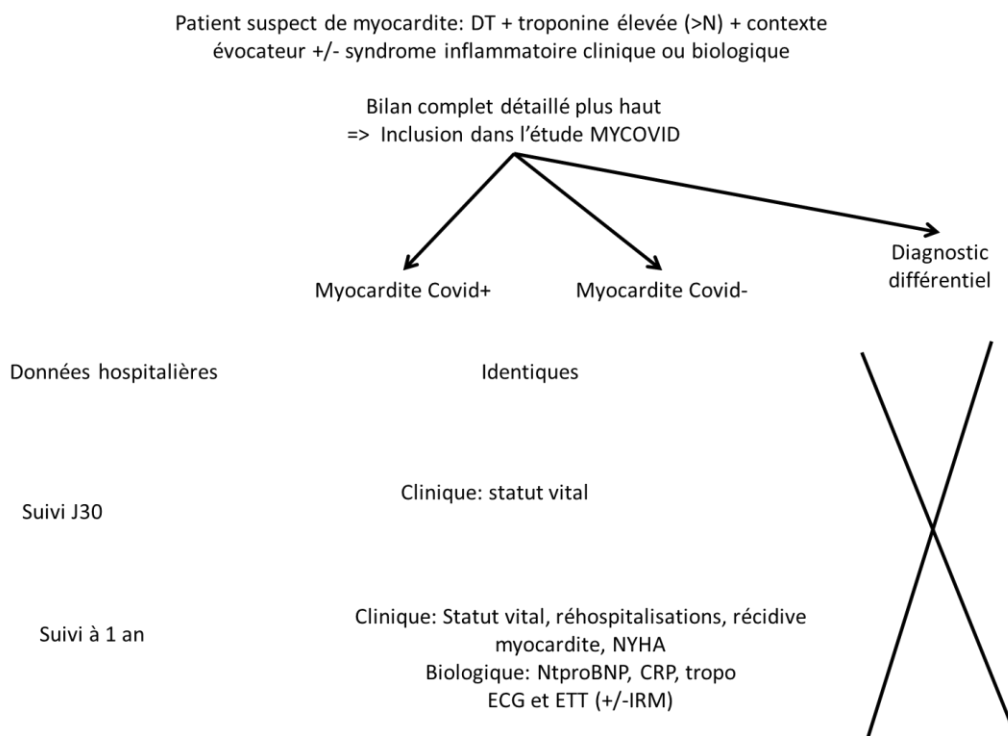 Patient suspect de myocardite: DT + troponine élevée (>N) + contexte
évocateur +/- syndrome inflammatoire clinique ou biologique
Bilan complet détaillé plus haut
=> Inclusion dans l’étude MYCOVID
Diagnostic
différentiel
Myocardite Covid+
Myocardite Covid-
Données hospitalières
Identiques
Clinique: statut vital
Suivi J30
Clinique: Statut vital, réhospitalisations, récidive
myocardite, NYHA
Suivi à 1 an
Biologique: NtproBNP, CRP, tropo
ECG et ETT (+/-IRM)